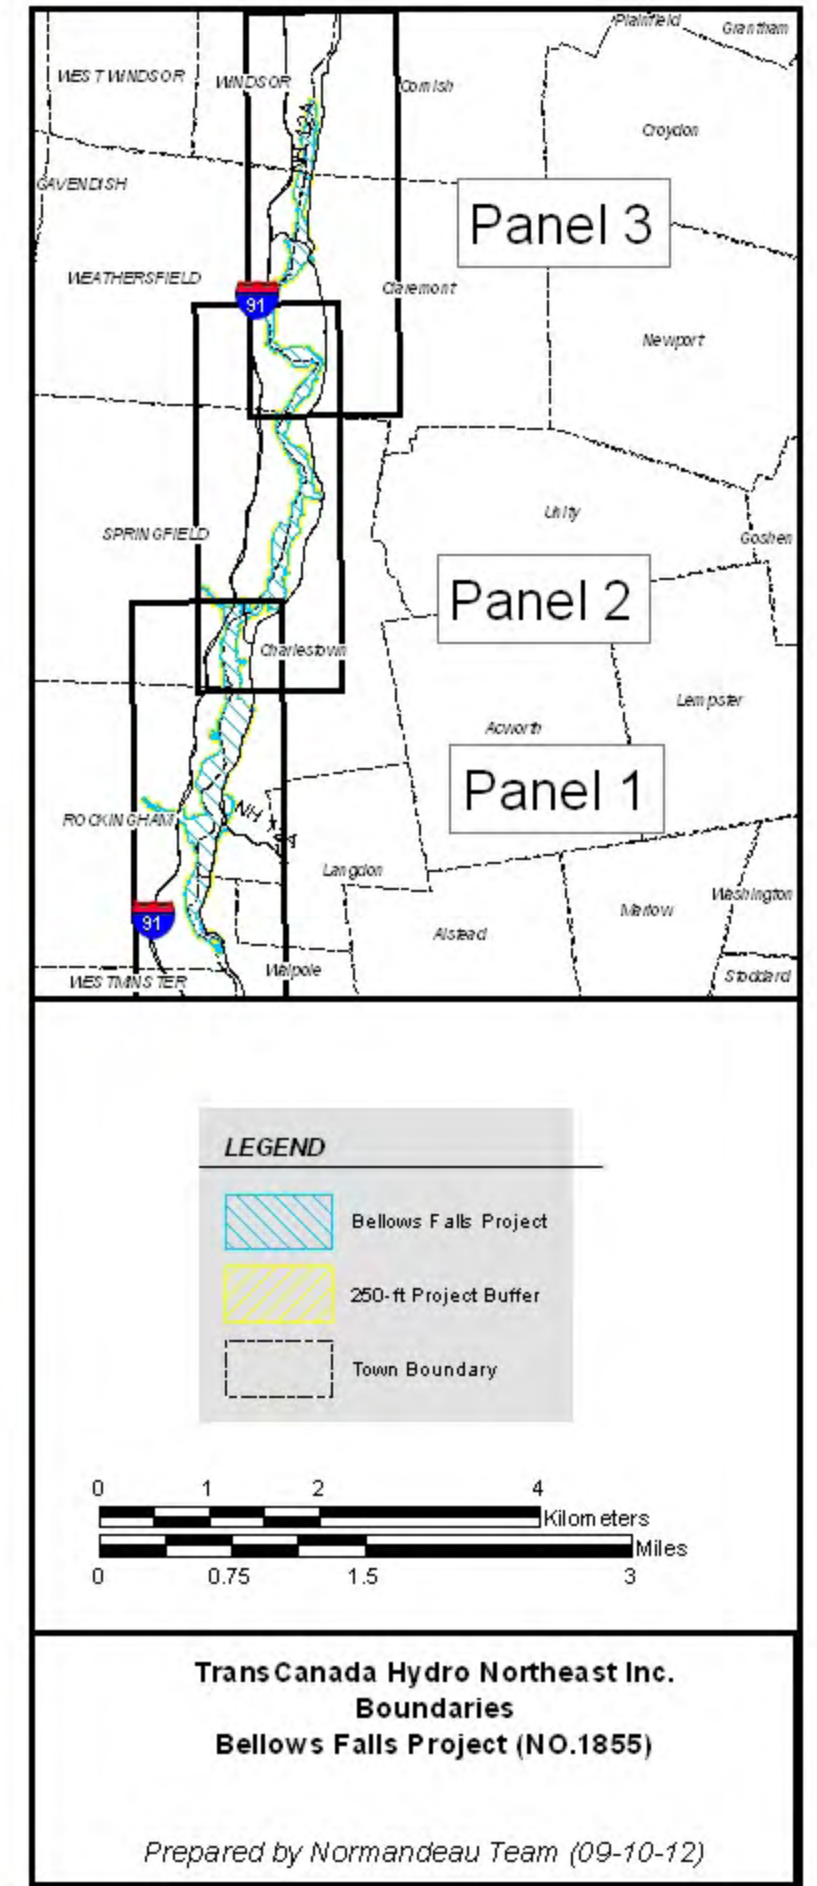 Plainfield
Grantham
WEST WINDSOR
WINDSOR
Cornish
Croydon
CAVENDISH
Panel 3
WEATHERSFIELD
Claremont
91
Newport
Unity
SPRINGFIELD
Goshen
Panel 2
Charlestown
Lempster
Acworth
Panel 1
ROCKINGHAM
NH
Langdon
Washington
Marlow
91
Alstead
Walpole
Stoddard
WESTMINSTER
LEGEND
Bellows Falls Project
250-ft Project Buffer
Town Boundary
0 1 2 4
Kilometers
Miles
0 0.75 1.5 3
TransCanada Hydro Northeast Inc.
Boundaries
Bellows Falls Project (NO.1855)
Prepared by Normandeau Team (09-10-12)